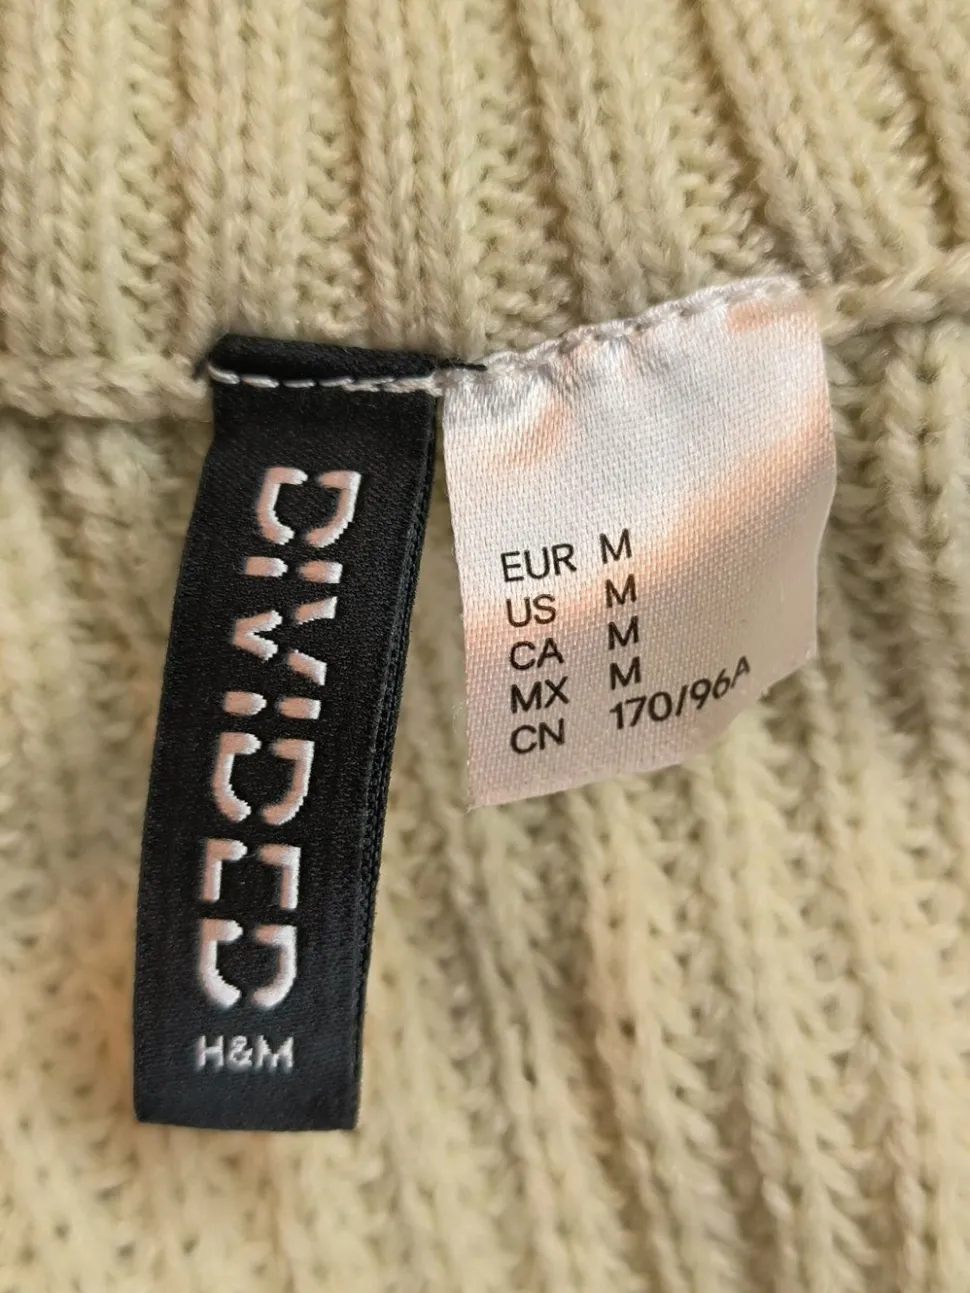 DIVIDED
H&M
EUR M
US M
CA M
MX M
CN 170/96A